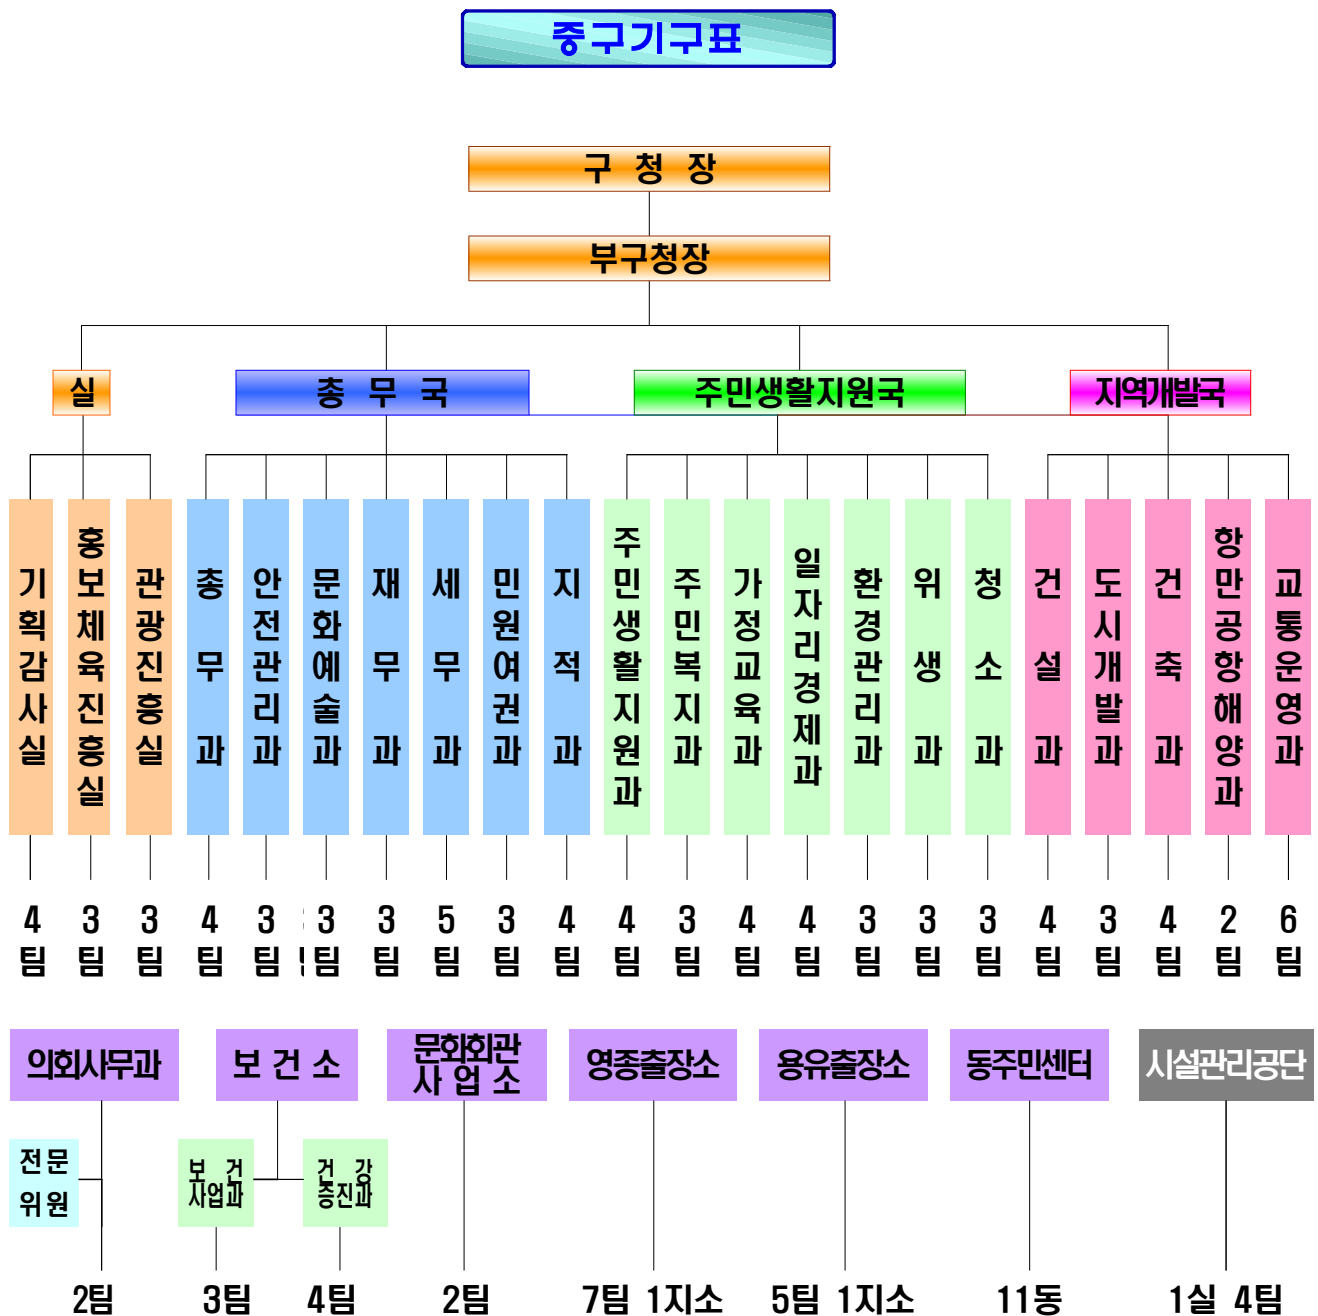 중구기구표
구 청 장
부구청장
실
총 무 국
주민생활지원국
지역개발국
기획감사실
홍보체육진흥실
관광진흥실
총무과
안전관리과
문화예술과
재무과
세무과
민원여권과
지적과
주민생활지원과
주민복지과
가정교육과
일자리경제과
환경관리과
위생과
청소과
건설과
도시개발과
건축과
항만공항해양과
교통운영과
4 3 3 4 3 3 3 5 3 4 4 3 4 4 3 3 3 4 3 4 2 6
팀 팀 팀 팀 팀 팀 팀 팀 팀 팀 팀 팀 팀 팀 팀 팀 팀 팀 팀 팀 팀 팀
의회사무과
보 건 소
문화회관
사 업 소
영종출장소
용유출장소
동주민센터
시설관리공단
전문
위원
보 건
사업과
건 강
증진과
2팀
3팀
4팀
2팀
7팀 1지소
5팀 1지소
11동
1실 4팀